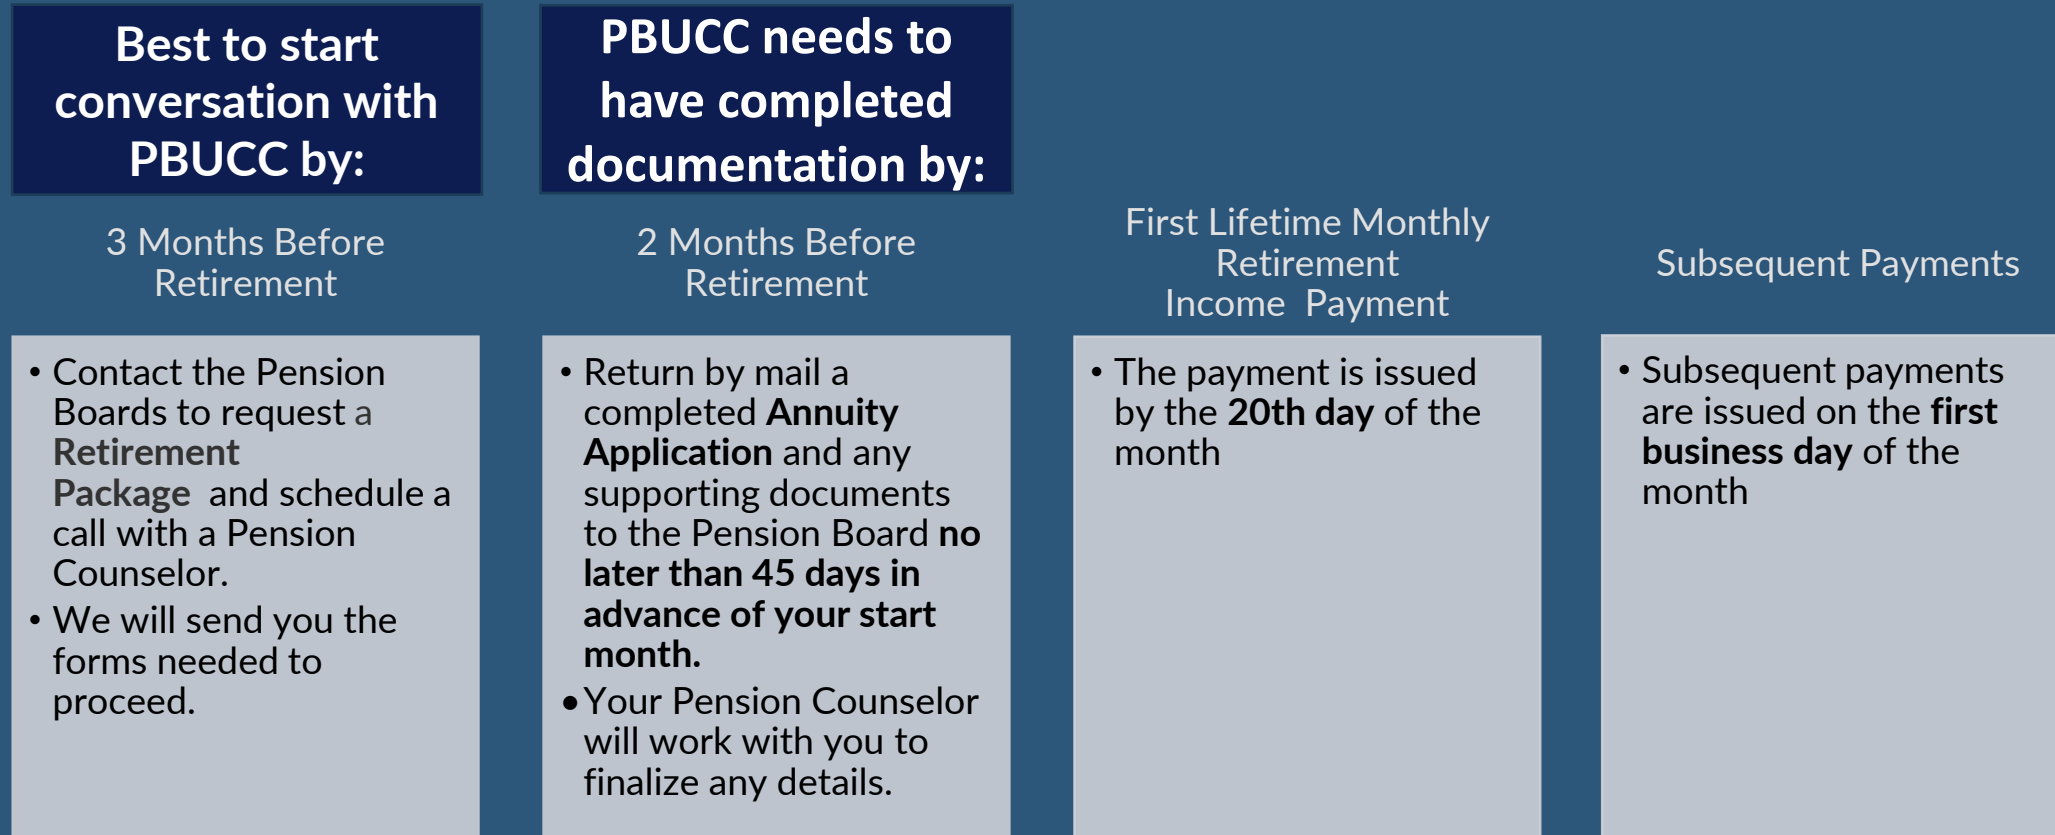 Best to start
conversation with
PBUCC by:
PBUCC needs to
have completed
documentation by:
3 Months Before
Retirement
2 Months Before
Retirement
First Lifetime Monthly
Retirement
Income  Payment
Subsequent Payments
• Contact the Pension
Boards to request a
Retirement
Package  and schedule a
call with a Pension
Counselor.
• We will send you the
forms needed to
proceed.
• Return by mail a
completed Annuity
Application and any
supporting documents
to the Pension Board no
later than 45 days in
advance of your start
month.
• Your Pension Counselor
will work with you to
finalize any details.
• The payment is issued
by the 20th day of the
month
• Subsequent payments
are issued on the first
business day of the
month